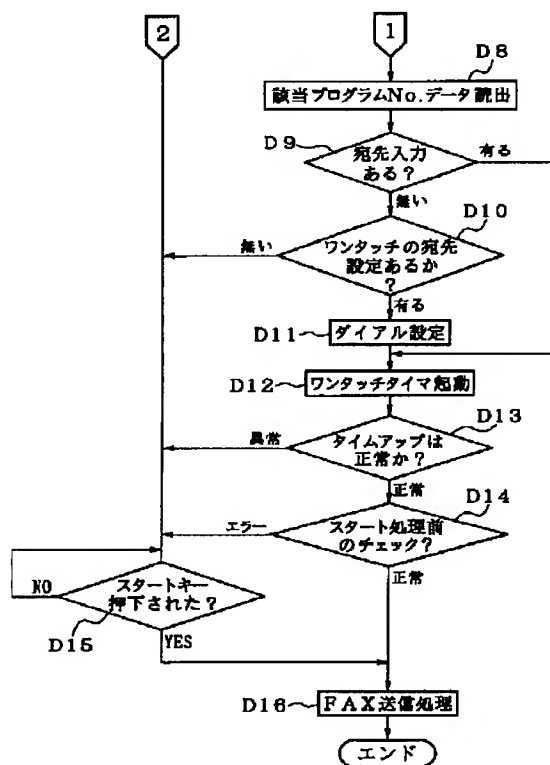 2
1
D8
該当プログラムNo.データ読出
D9
宛先入力
ある?
有る
無い
D10
ワンタッチの宛先
設定あるか
?
無い
有る
D11
ダイアル設定
D12
ワンタッチタイマ起動
D13
タイムアップは
正常か?
異常
正常
D14
スタート処理前
のチェック?
エラー
正常
スタートキー
押下された?
NO
D15
YES
D16
FAX送信処理
エンド